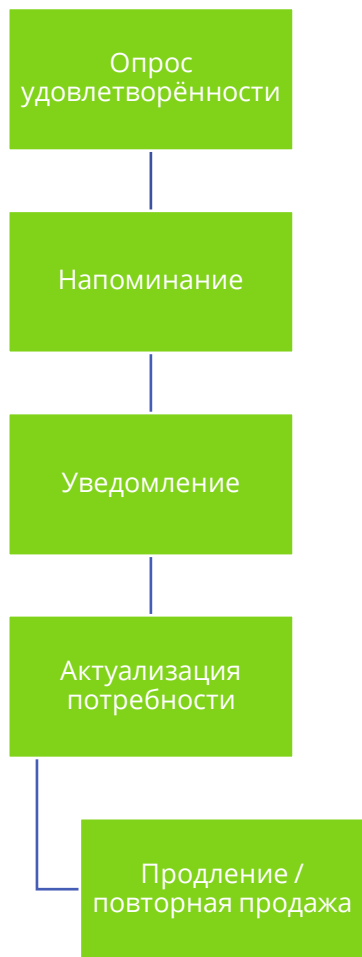 Опрос
удовлетворённости
Напоминание
Уведомление
Актуализация
потребности
Продление /
повторная продажа